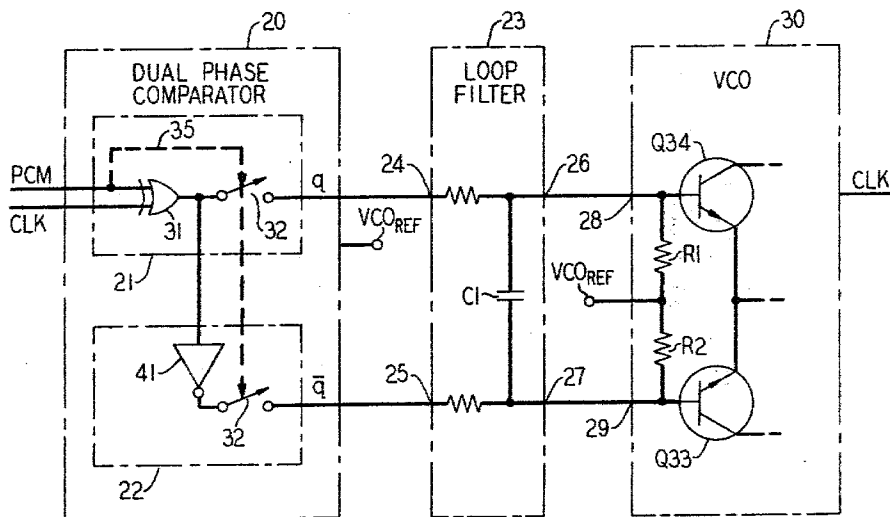 20
23
30
DUAL PHASE
COMPARATOR
LOOP
FILTER
VCO
35
Q34
PCM
CLK
31
32
q
24
26
28
CLK
VCO REF
21
C1
VCO REF
R1
R2
41
32
q̅
25
27
29
Q33
22